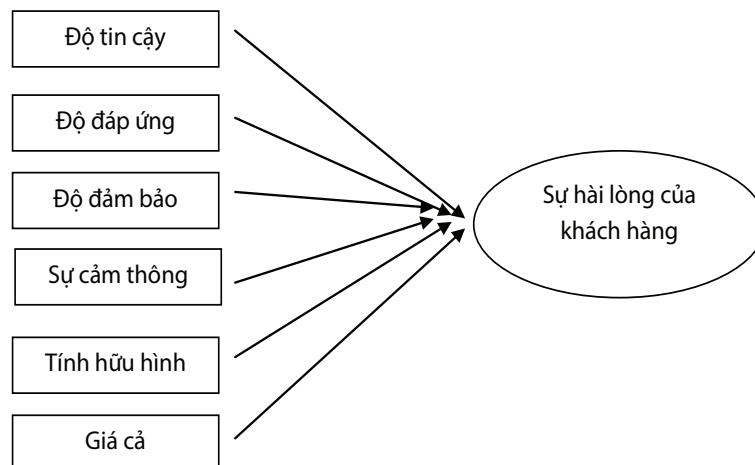 Độ tin cậy
Độ đáp ứng
Độ đảm bảo
Sự cảm thông
Tính hữu hình
Giá cả
Sự hài lòng của
khách hàng